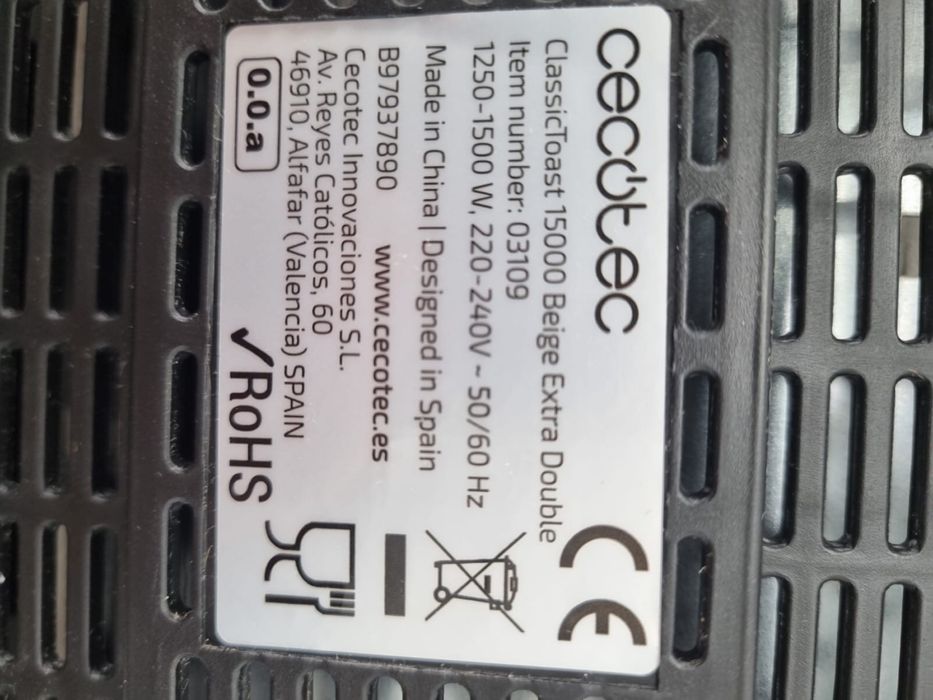 cecotec
ClassicToast 15000 Beige Extra Double
Item number: 03109
1250-1500 W, 220-240V ~ 50/60 Hz
Made in China | Designed in Spain
B97937890 www.cecotec.es
Cecotec Innovaciones S.L.
Av. Reyes Católicos, 60
46910, Alfafar (Valencia) SPAIN
0.0.a
✓RoHS
CE